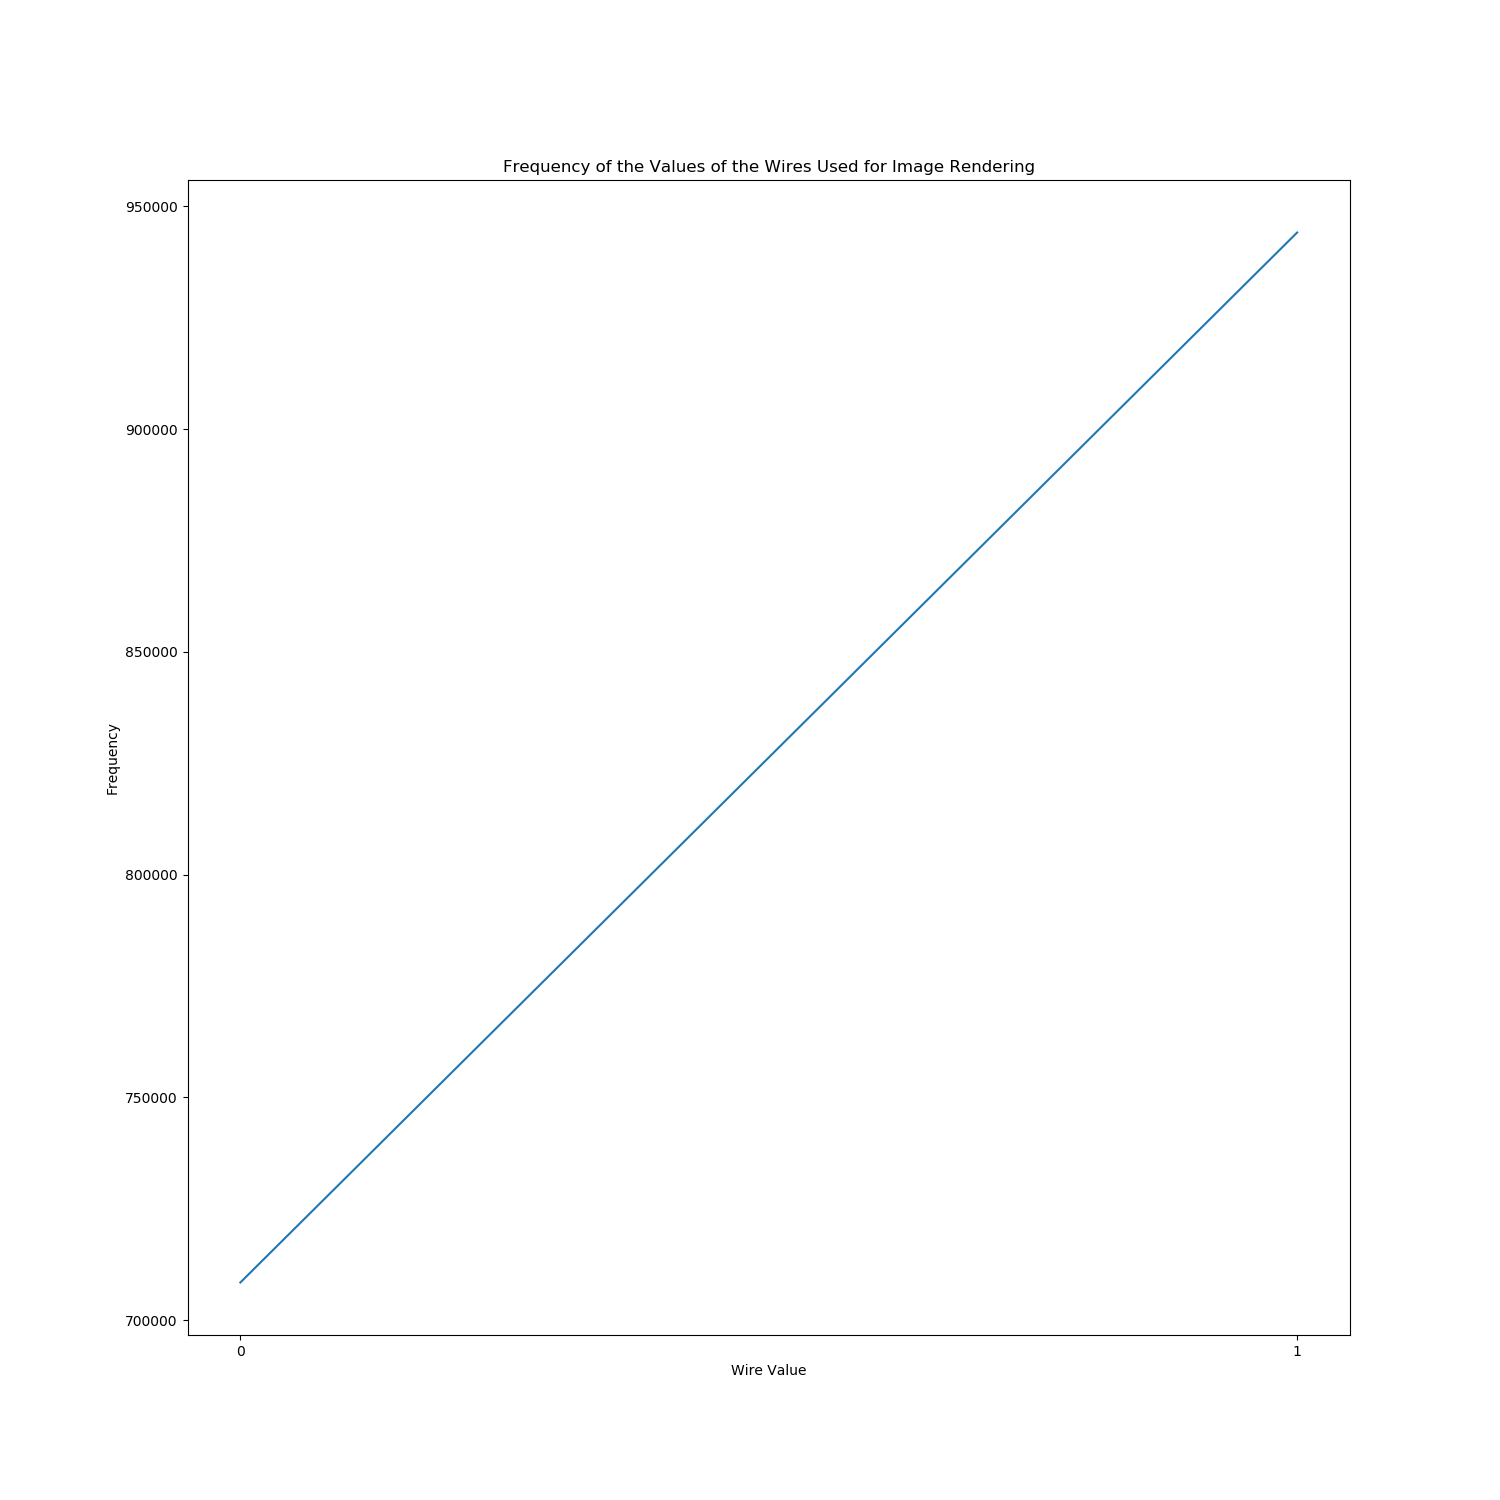 Frequency of the Values of the Wires Used for Image Rendering
950000
900000
850000
800000
750000
700000
Frequency
0
1
Wire Value